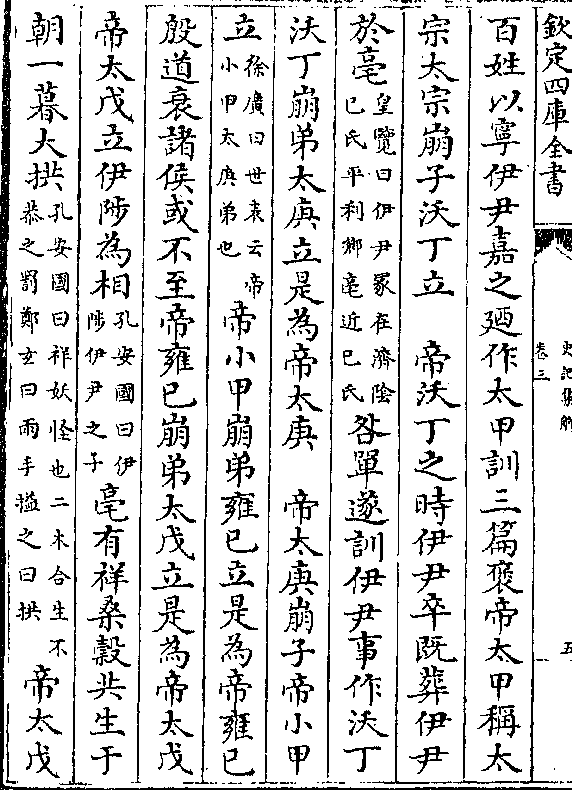 欽定四庫全書
史記集解
卷三
五
百姓以寧伊尹嘉之廼作太甲訓三篇褒帝太甲稱太
宗太宗崩子沃丁立　帝沃丁之時伊尹卒既葬伊尹
於亳皇覽曰伊尹冢在濟陰巳氏平利鄉亳近巳氏咎單遂訓伊尹事作沃丁
沃丁崩弟太庚立是為帝太庚　帝太庚崩子帝小甲
立徐廣曰世表云帝小甲太庚弟也帝小甲崩弟雍巳立是為帝雍巳
殷道衰諸侯或不至帝雍巳崩弟太戊立是為帝太戊
帝太戊立伊陟為相孔安國曰伊陟伊尹之子亳有祥桑榖共生于
朝一暮大拱孔安國曰祥妖怪也二木合生不恭之罰鄭玄曰兩手搤之曰拱帝太戊